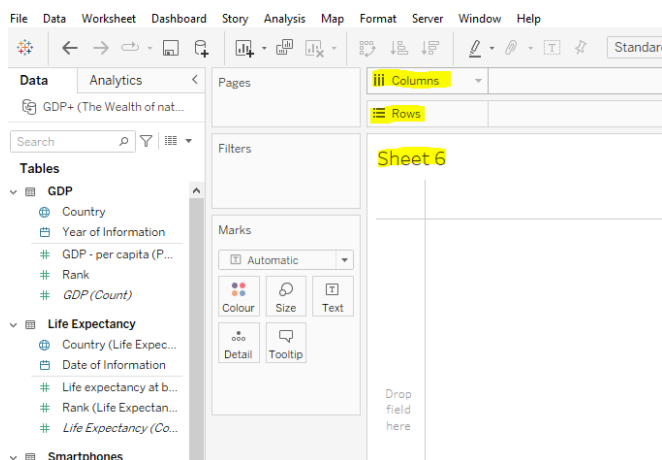 File Data Worksheet Dashboard Story Analysis Map Format Server Window Help
Standard
Data Analytics
GDP+ (The Wealth of nat...
Search
Tables
GDP
Country
Year of Information
GDP - per capita (P...
Rank
GDP (Count)
Life Expectancy
Country (Life Expec...
Date of Information
Life expectancy at b...
Rank (Life Expectan...
Life Expectancy (Co...
Smartphones
Pages
Filters
Marks
Automatic
Colour Size Text
Detail Tooltip
Columns
Rows
Sheet 6
Drop
field
here